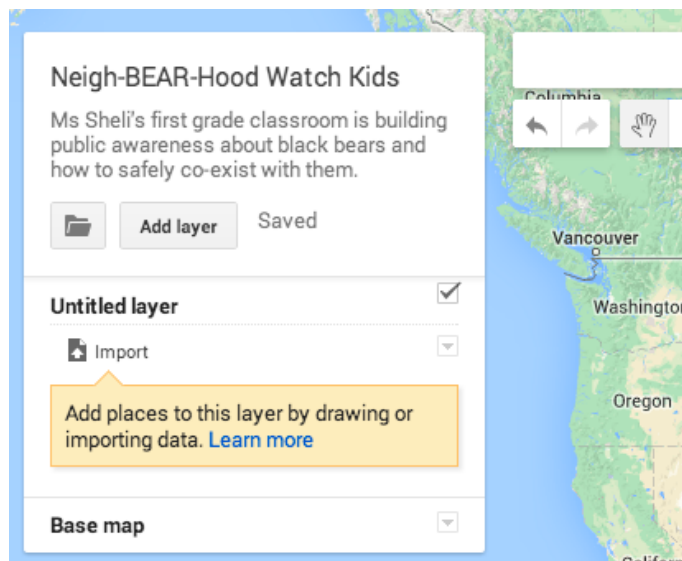 Neigh-BEAR-Hood Watch Kids
Ms Sheli's first grade classroom is building
public awareness about black bears and
how to safely co-exist with them.
Add layer
Saved
Untitled layer
Import
Add places to this layer by drawing or
importing data. Learn more
Base map
Columbia
Vancouver
Washington
Oregon